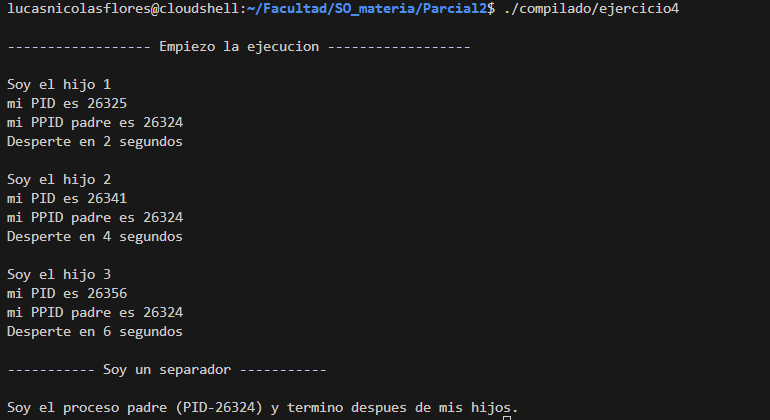 lucasnicolasflores@cloudshell:~/Facultad/SO_materia/Parcial2$ ./compilado/ejercicio4
----------------- Empiezo la ejecucion -----------------
Soy el hijo 1
mi PID es 26325
mi PPID padre es 26324
Desperte en 2 segundos
Soy el hijo 2
mi PID es 26341
mi PPID padre es 26324
Desperte en 4 segundos
Soy el hijo 3
mi PID es 26356
mi PPID padre es 26324
Desperte en 6 segundos
----------- Soy un separador -----------
Soy el proceso padre (PID-26324) y termino despues de mis hijos.